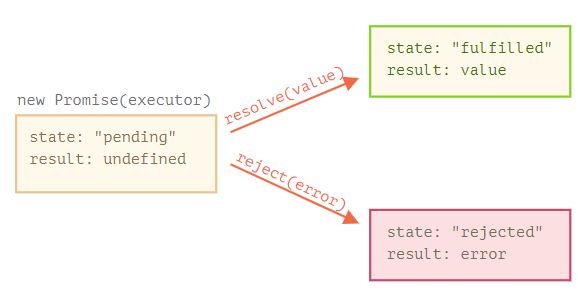 new Promise(executor)
state: "pending"
result: undefined
resolve(value)
reject(error)
state: "fulfilled"
result: value
state: "rejected"
result: error